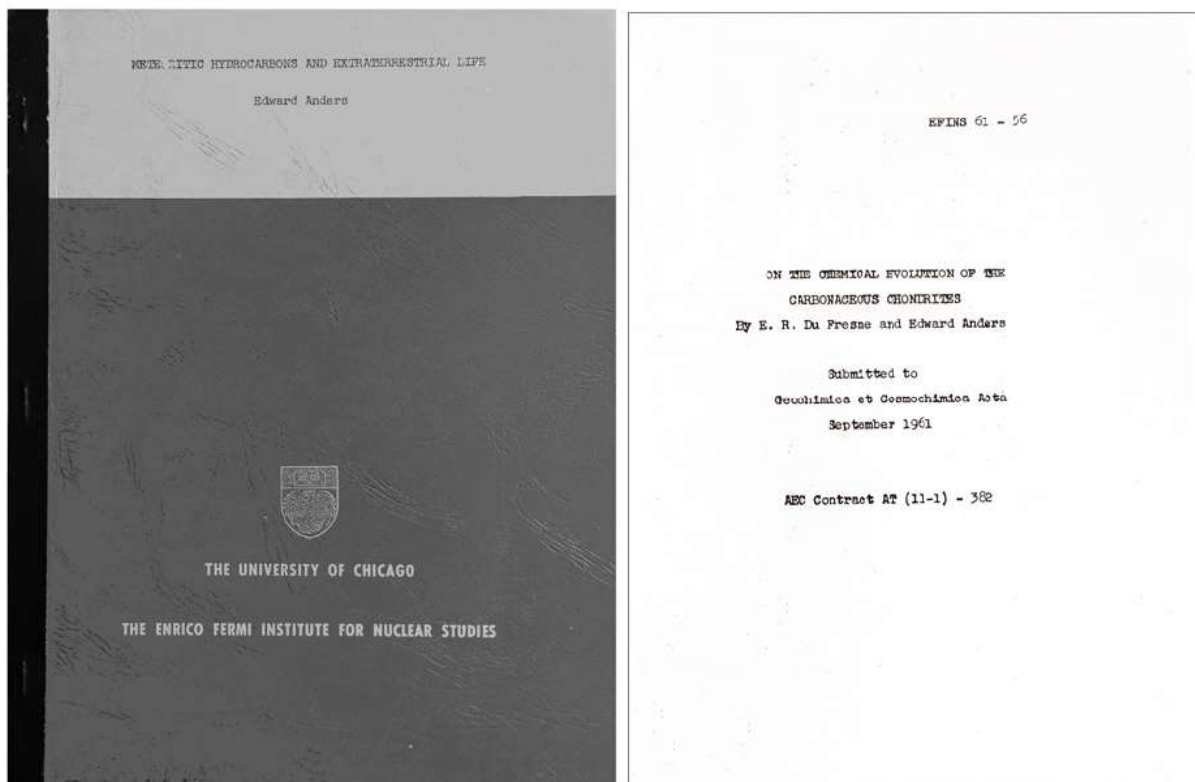 METE RITIC HYDROCARBONS AND EXTRATERRESTRIAL LIFE
Edward Anders
THE UNIVERSITY OF CHICAGO
THE ENRICO FERMI INSTITUTE FOR NUCLEAR STUDIES
EFINS 61 - 56
ON THE CHEMICAL EVOLUTION OF THE
CARBONACEOUS CHONDRITES
By E. R. Du Fresne and Edward Anders
Submitted to
Geochimica et Cosmochimica Acta
September 1961
AEC Contract AT (11-1) - 382